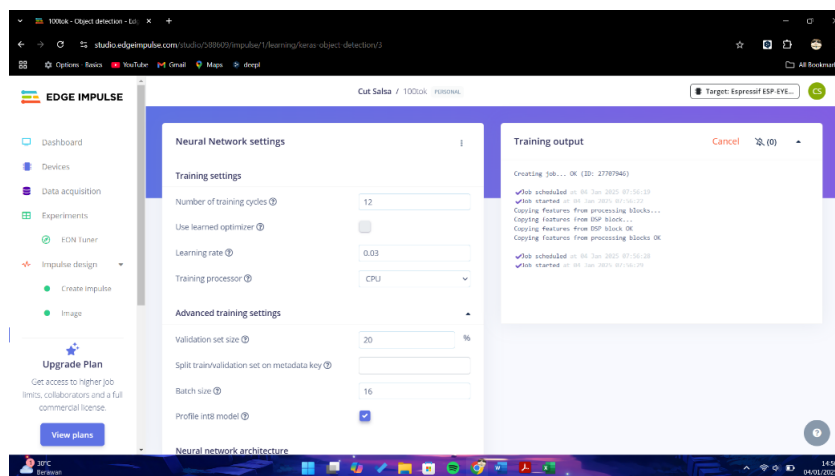 100tok - Object detection - Ed
studio.edgeimpulse.com/studio/588609/impulse/1/learning/keras-object-detection/3
Options - Basics YouTube Gmail Maps deepl All Bookmar
EDGE IMPULSE
Cut Salsa / 100tok PERSONAL
Target: Espressif ESP-EYE...
CS
Dashboard
Devices
Data acquisition
Experiments
EON Tuner
Impulse design
Create impulse
Image
Upgrade Plan
Get access to higher job
limits, collaborators and a full
commercial license.
View plans
Neural Network settings
Training settings
Number of training cycles 12
Use learned optimizer
Learning rate 0.03
Training processor CPU
Advanced training settings
Validation set size 20 %
Split train/validation set on metadata key
Batch size 16
Profile int8 model
Neural network architecture
Training output
Cancel (0)
Creating job... OK (ID: 27707946)
Job scheduled at 04 Jan 2025 07:56:19
Job started at 04 Jan 2025 07:56:22
Copying features from processing blocks...
Copying features from DSP block...
Copying features from DSP block OK
Copying features from processing blocks OK
Job scheduled at 04 Jan 2025 07:56:28
Job started at 04 Jan 2025 07:56:29
30°C
Berawan
14:5
04/01/202